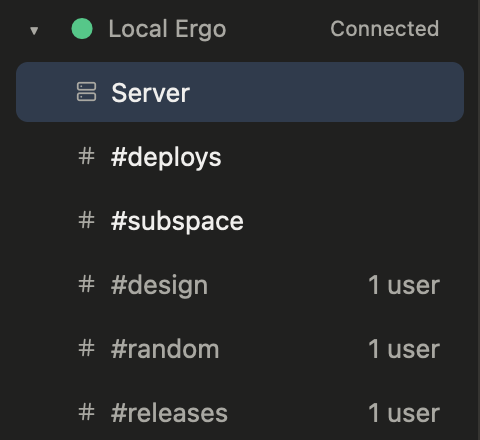 Local Ergo Connected
Server
# #deploys
# #subspace
# #design 1 user
# #random 1 user
# #releases 1 user